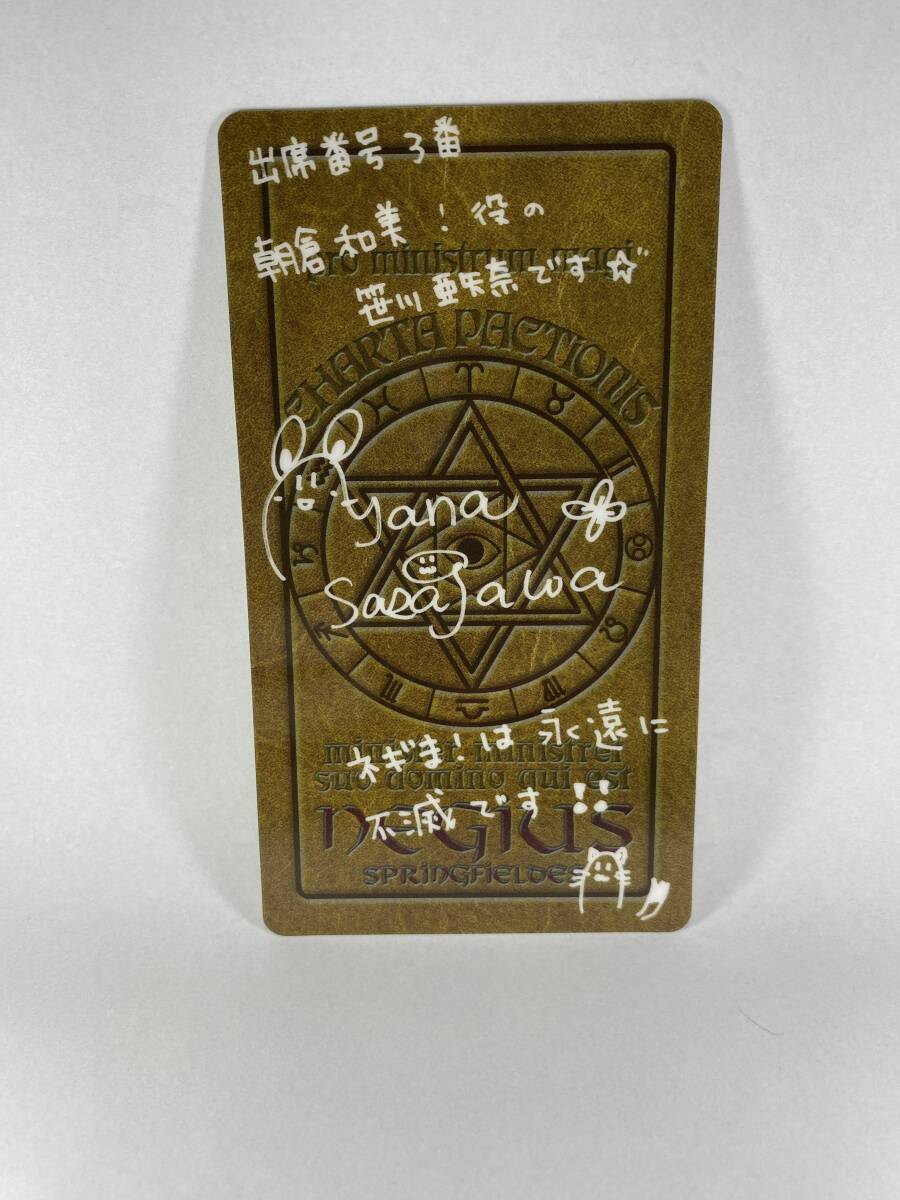 出席番号3番
朝倉和美！役の
pro ministrum magi
笹川亜矢奈です☆
CHARTA PACTIONIS
yana
Sasagawa
ネギま！は永遠に
minister ministrei
suo domino qui est
不滅です!!
NEGIUS
SPRINGFIELDES